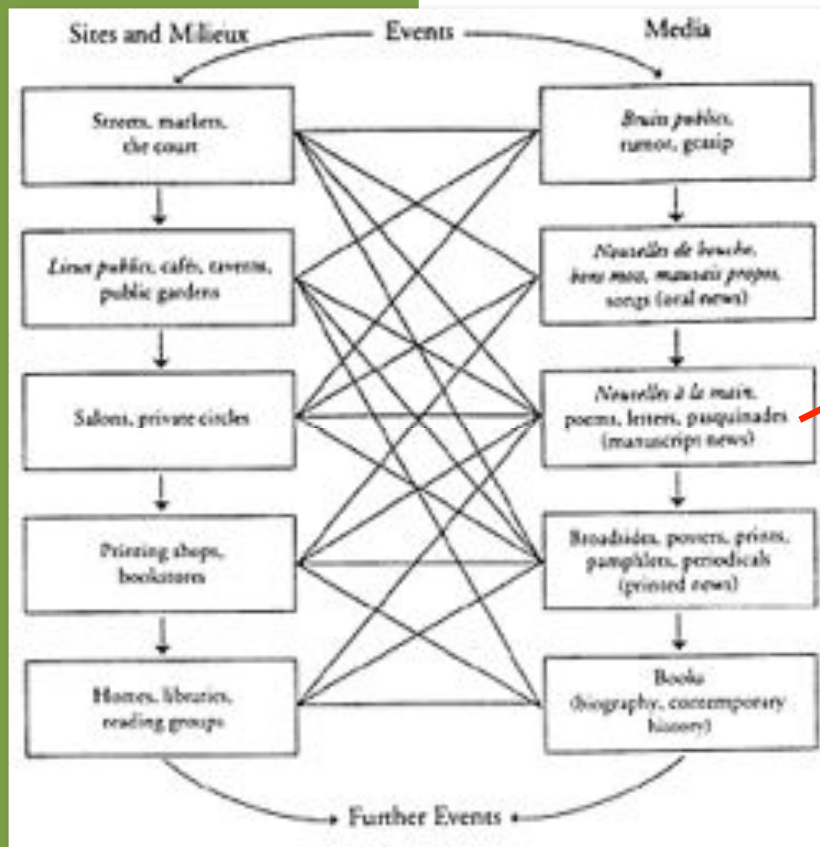 Sites and Milieux
Events
Media
Streets, markets,
the court
Bruits publics,
rumor, gossip
Lieux publics, cafés, taverns,
public gardens
Nouvelles de bouche,
bons mots, mauvais propos,
songs (oral news)
Salons, private circles
Nouvelles à la main,
poems, letters, pasquinades
(manuscript news)
Printing shops,
bookstores
Broadsides, posters, prints,
pamphlets, periodicals
(printed news)
Homes, libraries,
reading groups
Books
(biography, contemporary
history)
Further Events